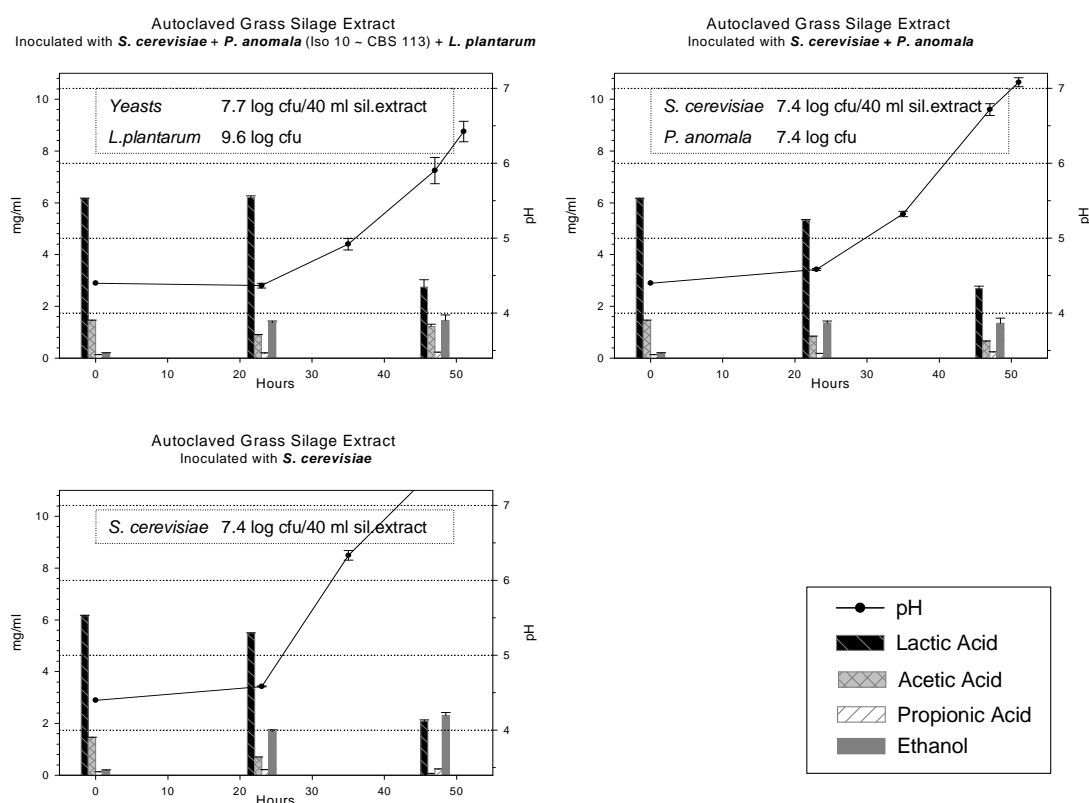 Autoclaved Grass Silage Extract
Inoculated with S. cerevisiae + P. anomala (Iso 10 ~ CBS 113) + L. plantarum
Yeasts 7.7 log cfu/40 ml sil.extract
L.plantarum 9.6 log cfu
mg/ml
10
8
6
4
2
0
pH
7
6
5
4
0 10 20 30 40 50
Hours
Autoclaved Grass Silage Extract
Inoculated with S. cerevisiae + P. anomala
S. cerevisiae 7.4 log cfu/40 ml sil.extract
P. anomala 7.4 log cfu
mg/ml
10
8
6
4
2
0
pH
7
6
5
4
0 10 20 30 40 50
Hours
Autoclaved Grass Silage Extract
Inoculated with S. cerevisiae
S. cerevisiae 7.4 log cfu/40 ml sil.extract
mg/ml
10
8
6
4
2
0
pH
7
6
5
4
0 10 20 30 40 50
Hours
pH
Lactic Acid
Acetic Acid
Propionic Acid
Ethanol